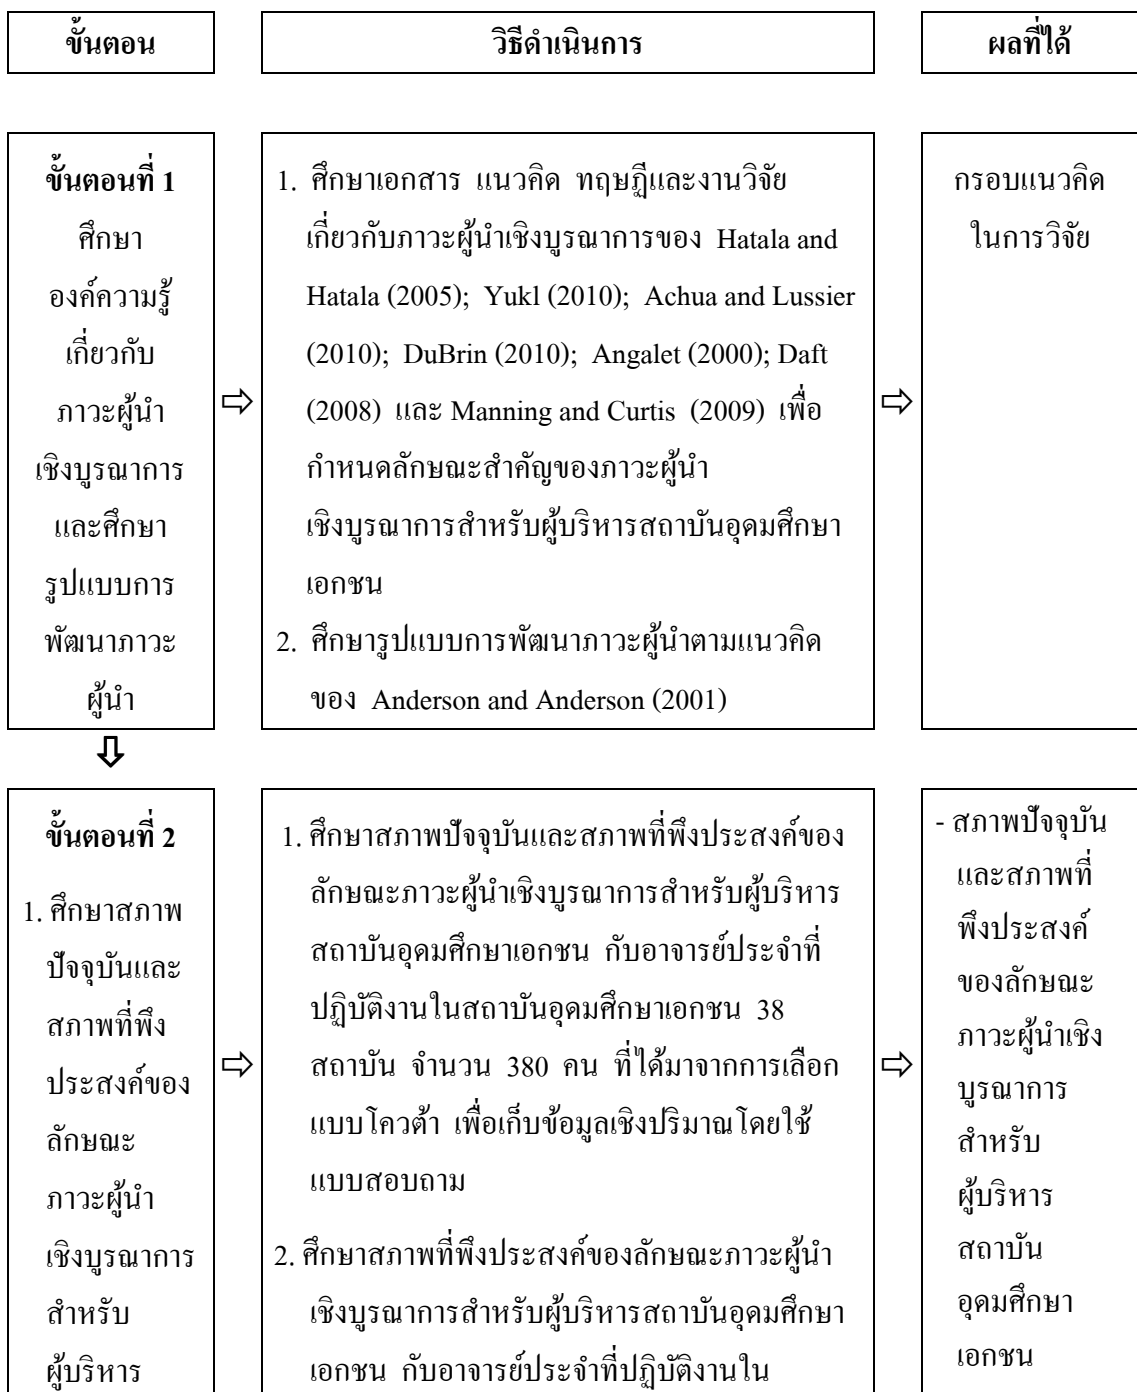 ขั้นตอน
วิธีดำเนินการ
ผลที่ได้
ขั้นตอนที่ 1
ศึกษา
องค์ความรู้
เกี่ยวกับ
ภาวะผู้นำ
เชิงบูรณาการ
และศึกษา
รูปแบบการ
พัฒนาภาวะ
ผู้นำ
1. ศึกษาเอกสาร แนวคิด ทฤษฎีและงานวิจัย
เกี่ยวกับภาวะผู้นำเชิงบูรณาการของ Hatala and
Hatala (2005); Yukl (2010); Achua and Lussier
(2010); DuBrin (2010); Angalet (2000); Daft
(2008) และ Manning and Curtis (2009) เพื่อ
กำหนดลักษณะสำคัญของภาวะผู้นำ
เชิงบูรณาการสำหรับผู้บริหารสถาบันอุดมศึกษา
เอกชน
2. ศึกษารูปแบบการพัฒนาภาวะผู้นำตามแนวคิด
ของ Anderson and Anderson (2001)
กรอบแนวคิด
ในการวิจัย
ขั้นตอนที่ 2
1. ศึกษาสภาพ
ปัจจุบันและ
สภาพที่พึง
ประสงค์ของ
ลักษณะ
ภาวะผู้นำ
เชิงบูรณาการ
สำหรับ
ผู้บริหาร
1. ศึกษาสภาพปัจจุบันและสภาพที่พึงประสงค์ของ
ลักษณะภาวะผู้นำเชิงบูรณาการสำหรับผู้บริหาร
สถาบันอุดมศึกษาเอกชน กับอาจารย์ประจำที่
ปฏิบัติงานในสถาบันอุดมศึกษาเอกชน 38
สถาบัน จำนวน 380 คน ที่ได้มาจากการเลือก
แบบโควต้า เพื่อเก็บข้อมูลเชิงปริมาณโดยใช้
แบบสอบถาม
2. ศึกษาสภาพที่พึงประสงค์ของลักษณะภาวะผู้นำ
เชิงบูรณาการสำหรับผู้บริหารสถาบันอุดมศึกษา
เอกชน กับอาจารย์ประจำที่ปฏิบัติงานใน
- สภาพปัจจุบัน
และสภาพที่
พึงประสงค์
ของลักษณะ
ภาวะผู้นำเชิง
บูรณาการ
สำหรับ
ผู้บริหาร
สถาบัน
อุดมศึกษา
เอกชน